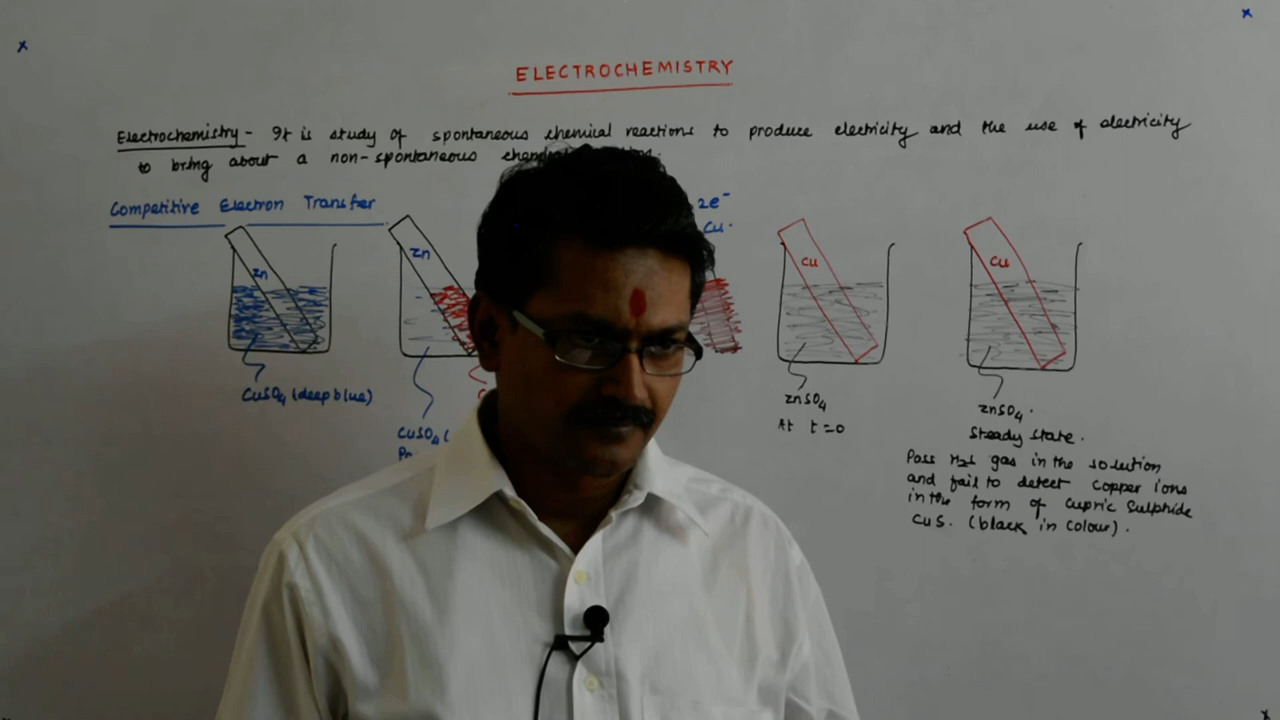 ELECTROCHEMISTRY
Electrochemistry - It is study of spontaneous chemical reactions to produce electricity and the use of electricity
to bring about a non-spontaneous
Competitive Electron Transfer
2e⁻
Cu.
Zn
Zn
Cu
Cu
CuSO4 (deep blue)
CuSO4 (
ZnSO4
At t=0
ZnSO4.
Steady State.
Pass H2S gas in the solution
and fail to detect copper ions
in the form of cupric sulphide
CuS. (black in colour).